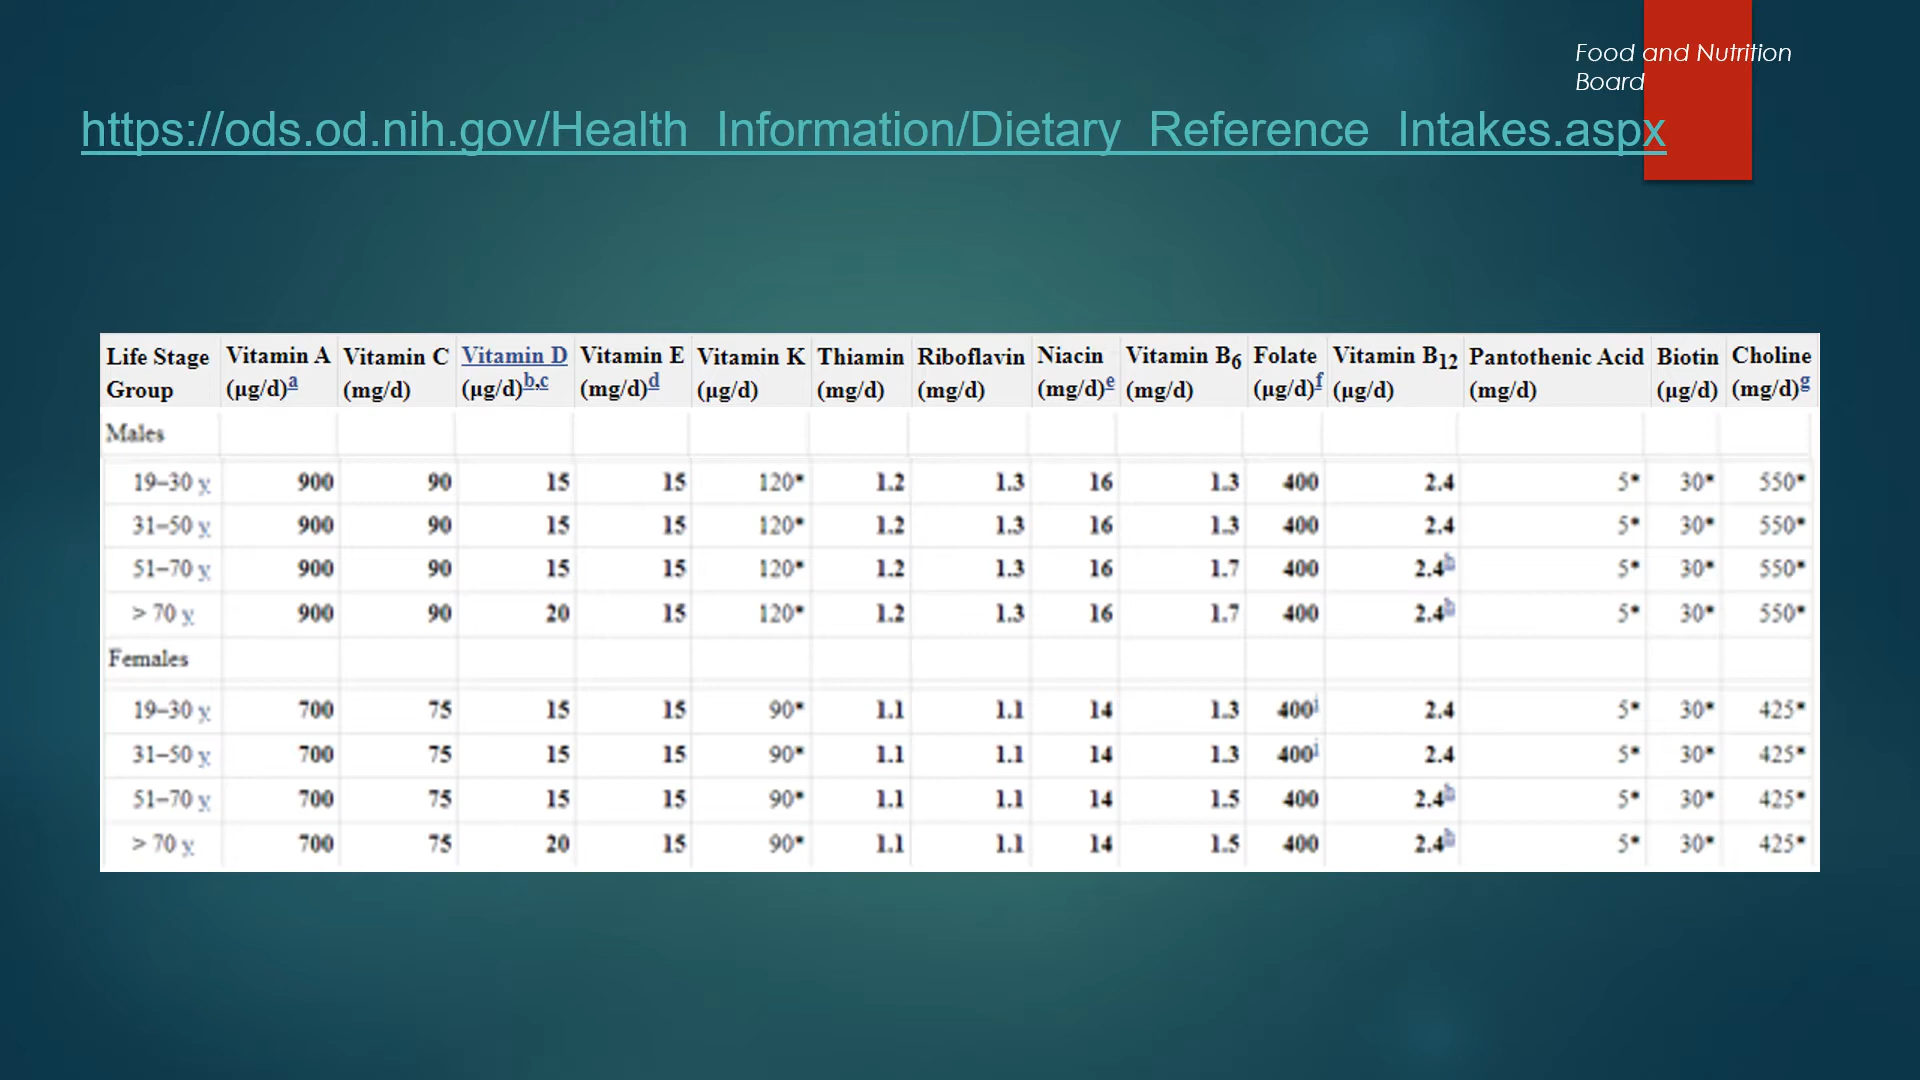 Food and Nutrition
Board
https://ods.od.nih.gov/Health_Information/Dietary_Reference_Intakes.aspx
Life Stage Group Vitamin A (µg/d)a Vitamin C (mg/d) Vitamin D (µg/d)b,c Vitamin E (mg/d)d Vitamin K (µg/d) Thiamin (mg/d) Riboflavin (mg/d) Niacin (mg/d)e Vitamin B6 (mg/d) Folate (µg/d)f Vitamin B12 (µg/d) Pantothenic Acid (mg/d) Biotin (µg/d) Choline (mg/d)g
Males
19–30 y 900 90 15 15 120* 1.2 1.3 16 1.3 400 2.4 5* 30* 550*
31–50 y 900 90 15 15 120* 1.2 1.3 16 1.3 400 2.4 5* 30* 550*
51–70 y 900 90 15 15 120* 1.2 1.3 16 1.7 400 2.4h 5* 30* 550*
> 70 y 900 90 20 15 120* 1.2 1.3 16 1.7 400 2.4h 5* 30* 550*
Females
19–30 y 700 75 15 15 90* 1.1 1.1 14 1.3 400i 2.4 5* 30* 425*
31–50 y 700 75 15 15 90* 1.1 1.1 14 1.3 400i 2.4 5* 30* 425*
51–70 y 700 75 15 15 90* 1.1 1.1 14 1.5 400 2.4h 5* 30* 425*
> 70 y 700 75 20 15 90* 1.1 1.1 14 1.5 400 2.4h 5* 30* 425*